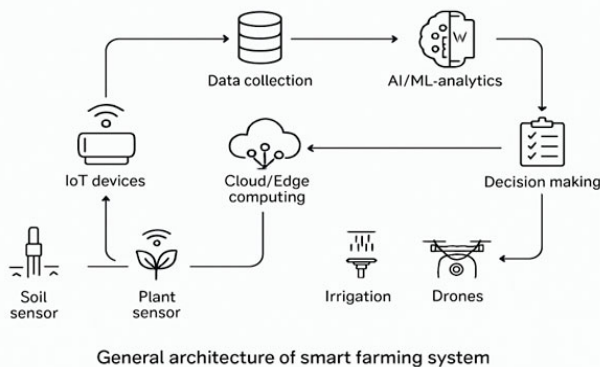 Data collection
AI/ML-analytics
W
IoT devices
Cloud/Edge
computing
Decision making
Soil
sensor
Plant
sensor
Irrigation
Drones
General architecture of smart farming system